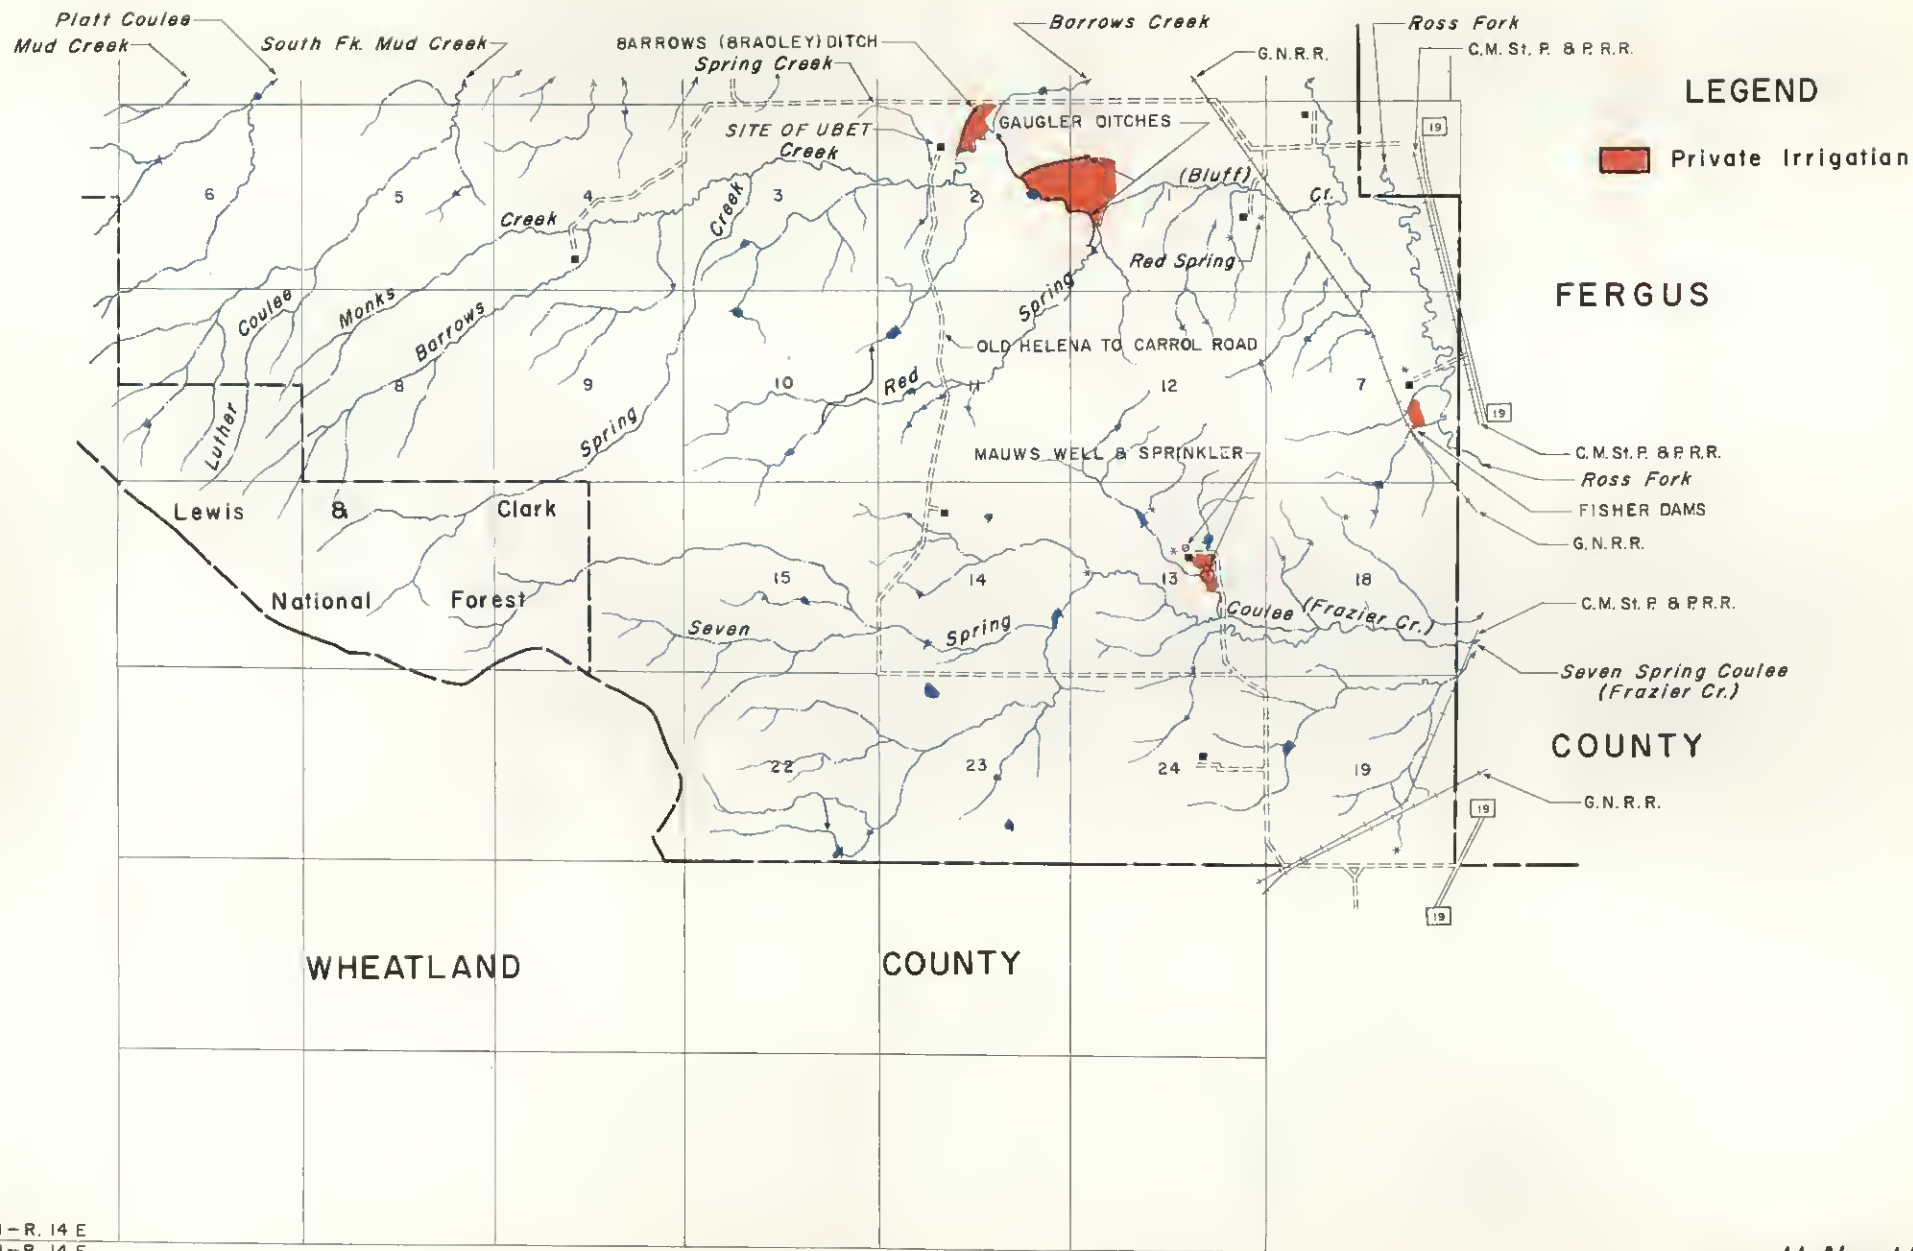 Platt Coulee
Mud Creek
South Fk. Mud Creek
BARROWS (BRADLEY) DITCH
Spring Creek
Barrows Creek
G.N.R.R.
Ross Fork
C.M. St. P. & P. R.R.
LEGEND
Private Irrigation
19
SITE OF UBET
Creek
GAUGLER DITCHES
(Bluff)
Cr.
6
5
4
3
2
1
Creek
Creek
Red Spring
FERGUS
Coulee
Monks
Barrows
Spring
OLD HELENA TO CARROL ROAD
8
9
10
Red
11
12
7
19
Luther
Spring
MAUWS WELL & SPRINKLER
C.M. St. P. & P. R.R.
Ross Fork
FISHER DAMS
G.N.R.R.
Lewis & Clark
National Forest
15
14
13
18
Seven
Spring
Coulee (Frazier Cr.)
C.M. St. P. & P. R.R.
Seven Spring Coulee
(Frazier Cr.)
COUNTY
22
23
24
19
G.N.R.R.
19
19
WHEATLAND COUNTY
-R. 14 E